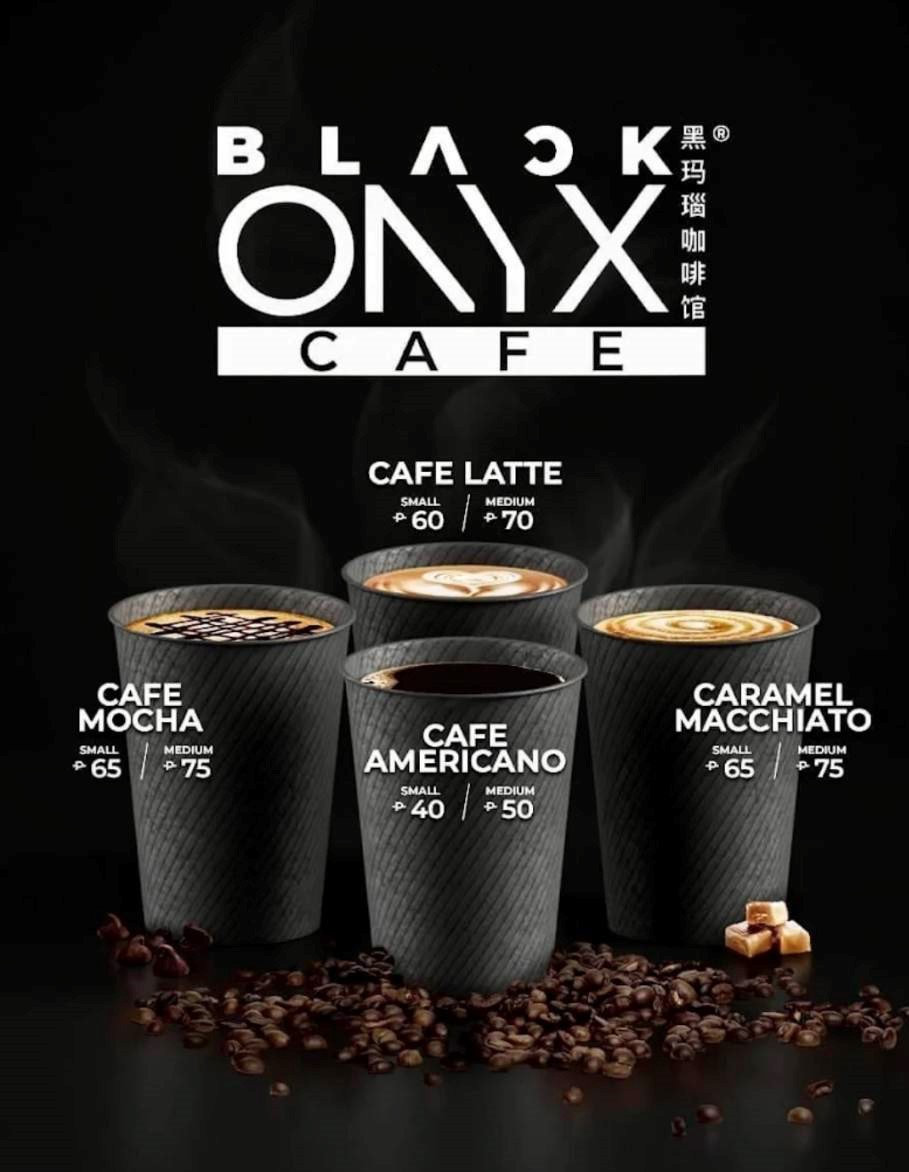 BLACK
ONYX
CAFE
黑玛瑙咖啡馆®
CAFE LATTE
SMALL MEDIUM
₱60 / ₱70
CAFE
MOCHA
SMALL MEDIUM
₱65 / ₱75
CAFE
AMERICANO
SMALL MEDIUM
₱40 / ₱50
CARAMEL
MACCHIATO
SMALL MEDIUM
₱65 / ₱75